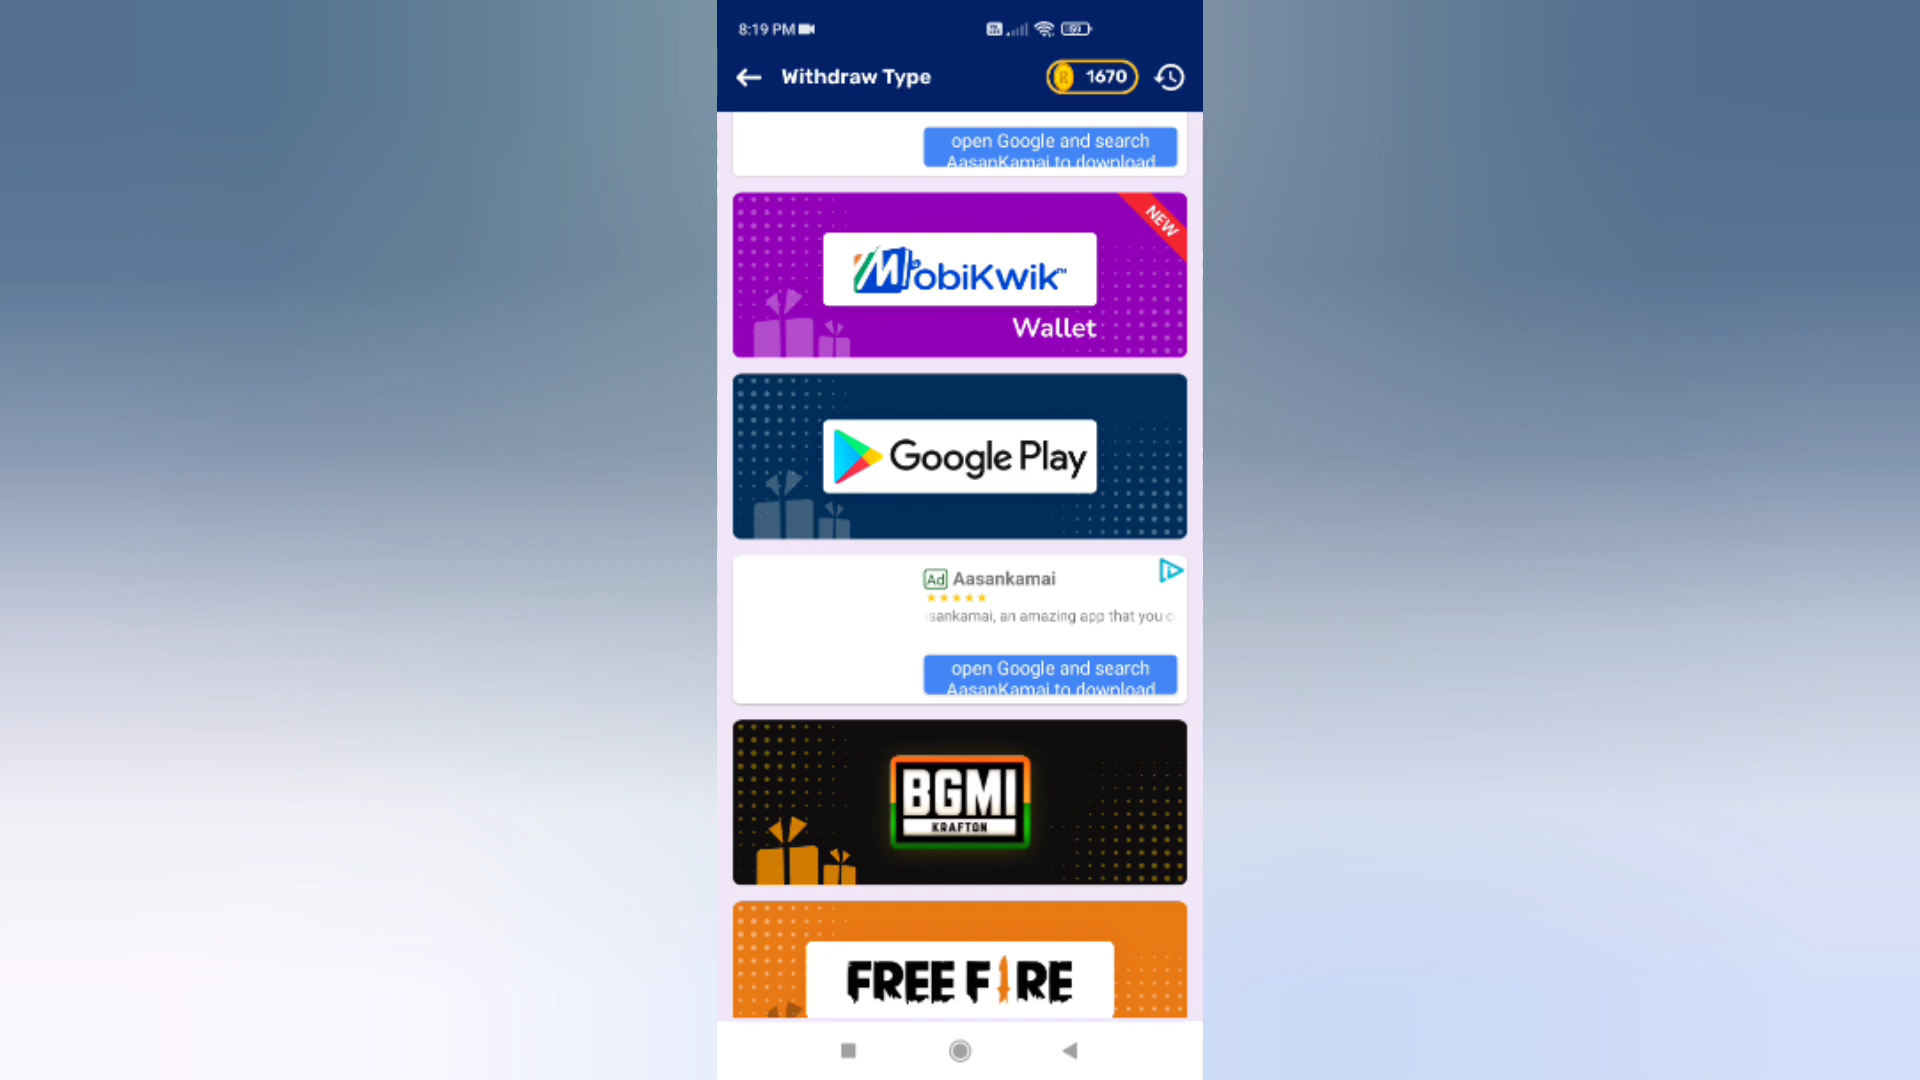 8:19 PM
Withdraw Type
1670
open Google and search
AasanKamai to download
NEW
MobiKwik™
Wallet
Google Play
Ad Aasankamai
sankamai, an amazing app that you c
open Google and search
AasanKamai to download
BGMI
KRAFTON
FREE FIRE